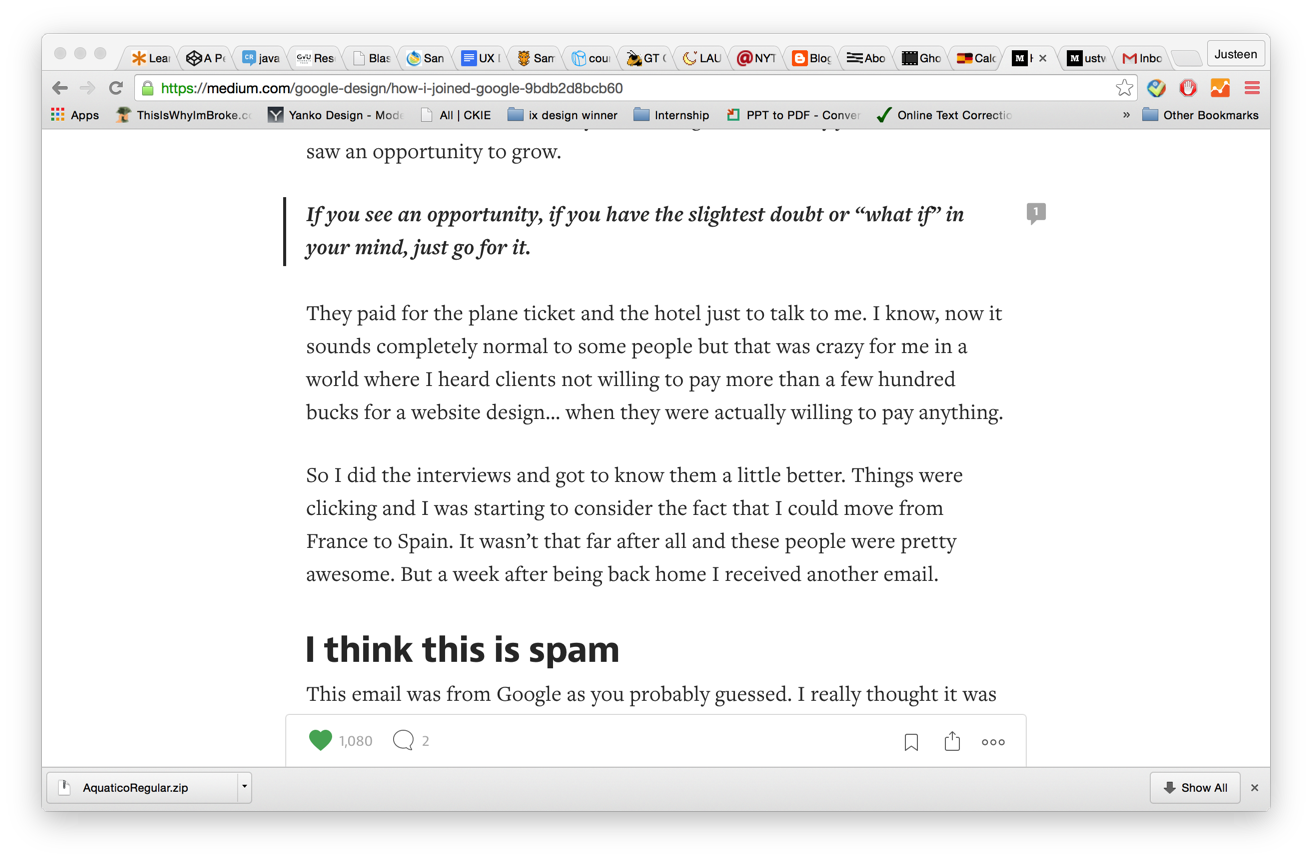 Lea
A P
java
Res
Blas
San
UX
San
cou
GT
LAU
NYT
Blog
Abo
Gho
Calc
ustv
Inbo
Justeen
https://medium.com/google-design/how-i-joined-google-9bdb2d8bcb60
Apps
ThisIsWhyImBroke.c
Yanko Design - Mod
All | CKIE
ix design winner
Internship
PPT to PDF - Conver
Online Text Correctio
»
Other Bookmarks
saw an opportunity to grow.
If you see an opportunity, if you have the slightest doubt or “what if” in
your mind, just go for it.
1
They paid for the plane ticket and the hotel just to talk to me. I know, now it
sounds completely normal to some people but that was crazy for me in a
world where I heard clients not willing to pay more than a few hundred
bucks for a website design... when they were actually willing to pay anything.
So I did the interviews and got to know them a little better. Things were
clicking and I was starting to consider the fact that I could move from
France to Spain. It wasn’t that far after all and these people were pretty
awesome. But a week after being back home I received another email.
I think this is spam
This email was from Google as you probably guessed. I really thought it was
1,080
2
AquaticoRegular.zip
Show All